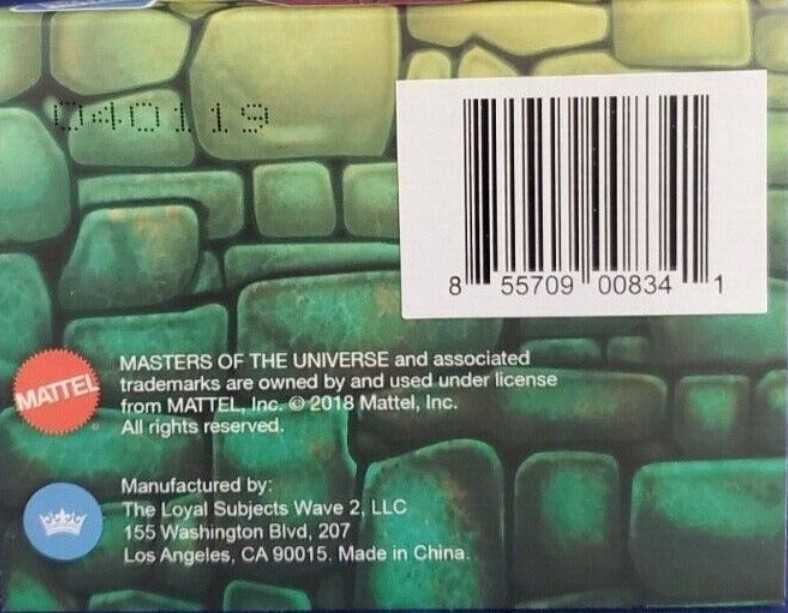 040119
8 55709 00834 1
MATTEL
MASTERS OF THE UNIVERSE and associated
trademarks are owned by and used under license
from MATTEL, Inc. © 2018 Mattel, Inc.
All rights reserved.
Manufactured by:
The Loyal Subjects Wave 2, LLC
155 Washington Blvd, 207
Los Angeles, CA 90015. Made in China.